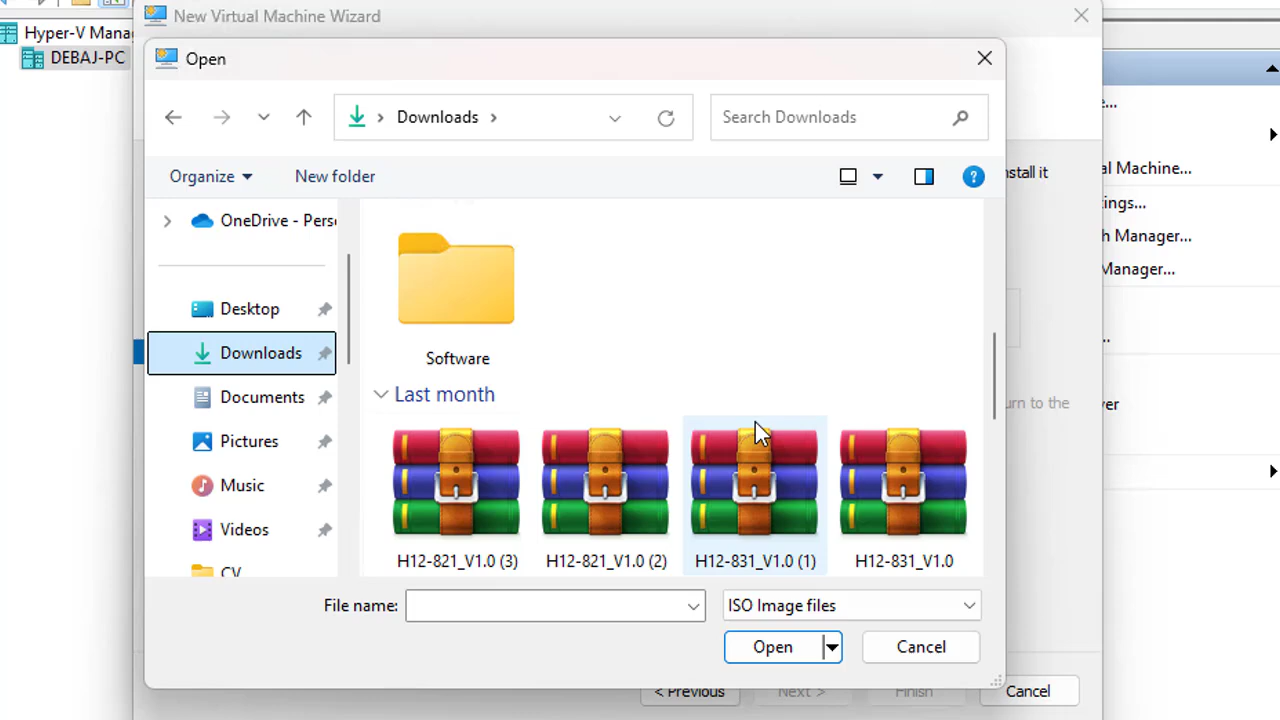 New Virtual Machine Wizard
Hyper-V Mana
DEBAJ-PC
Open
Downloads
Search Downloads
Organize
New folder
OneDrive - Pers
Desktop
Downloads
Documents
Pictures
Music
Videos
CV
Software
Last month
H12-821_V1.0 (3)
H12-821_V1.0 (2)
H12-831_V1.0 (1)
H12-831_V1.0
File name:
ISO Image files
Open
Cancel
< Previous
Next >
Finish
Cancel
nstall it
urn to the
e...
al Machine...
ings...
h Manager...
Manager...
..
ver